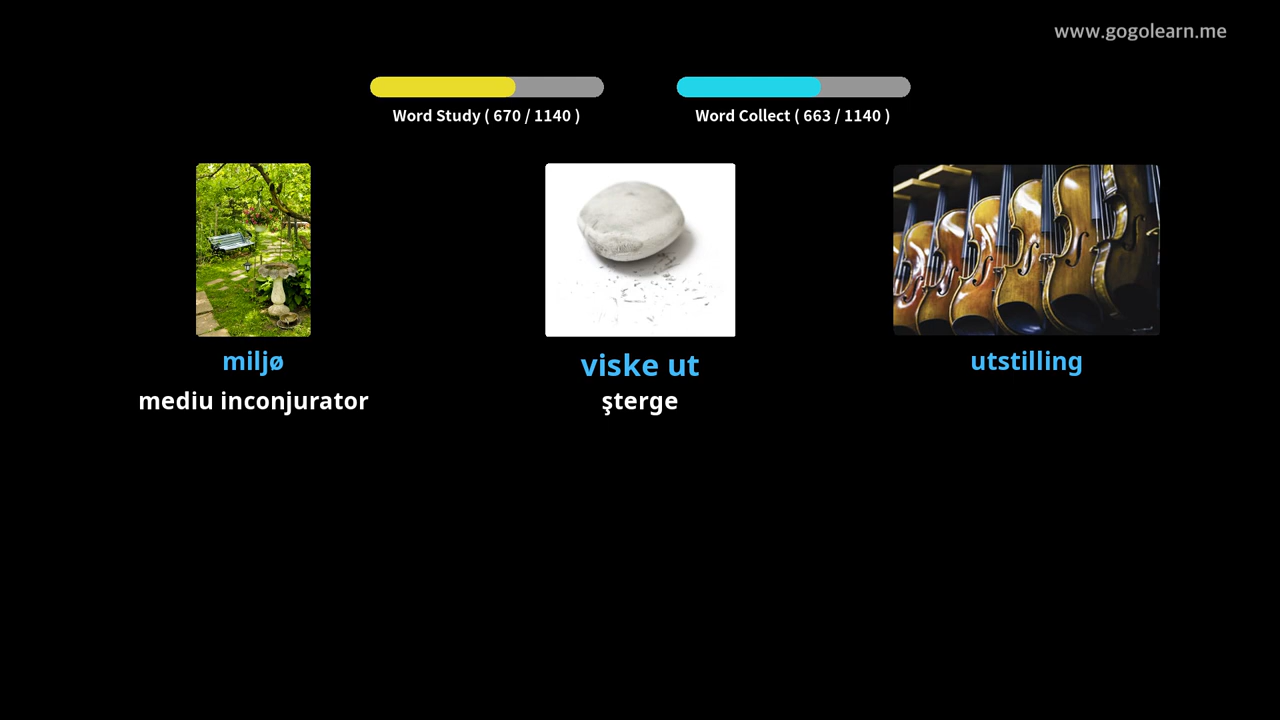 www.gogolearn.me
Word Study ( 670 / 1140 )
Word Collect ( 663 / 1140 )
miljø
viske ut
utstilling
mediu inconjurator
şterge